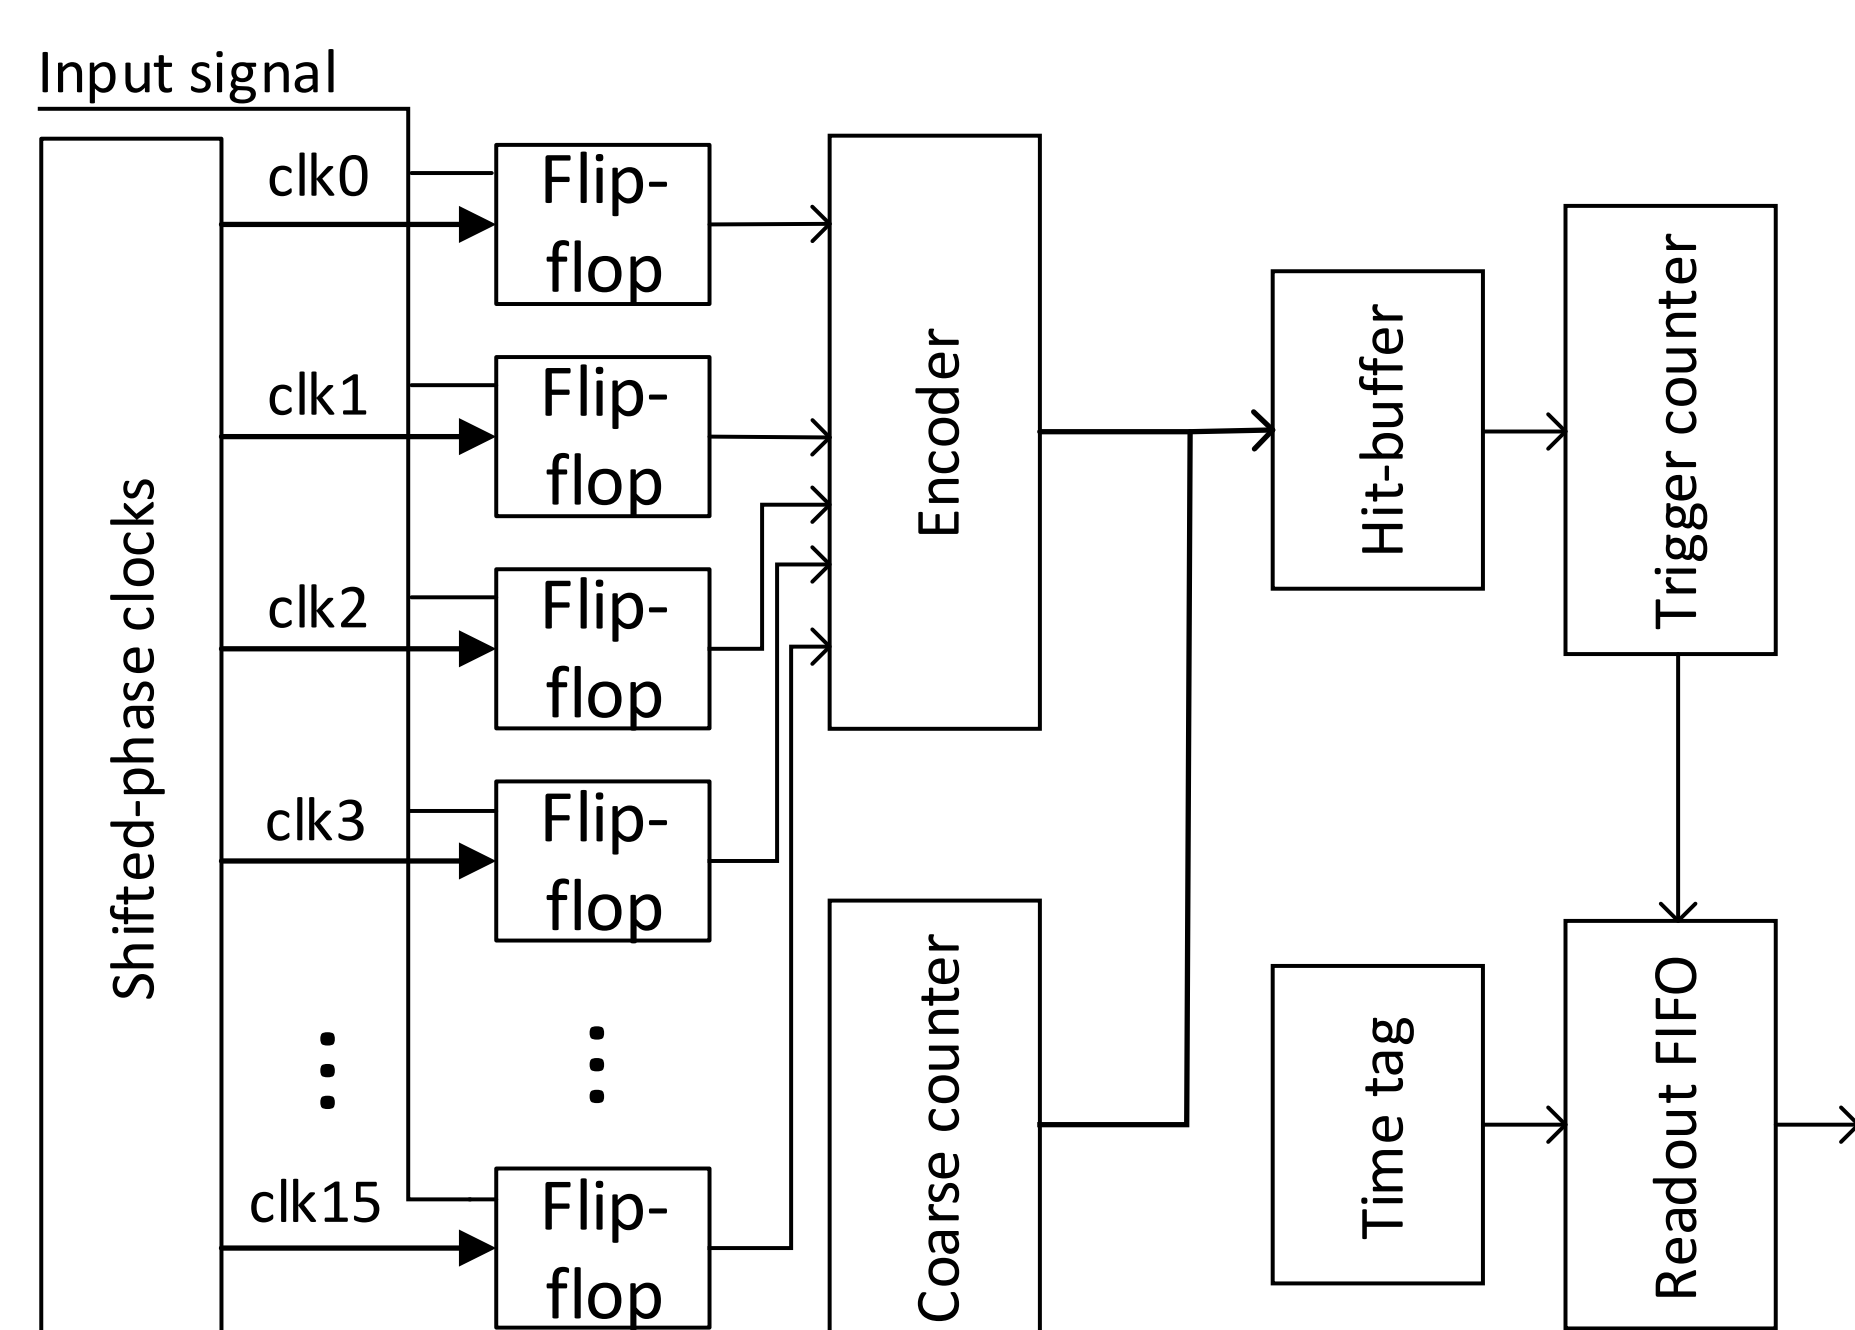 Input signal
Shifted-phase clocks
clk0
Flip-
flop
clk1
Flip-
flop
clk2
Flip-
flop
clk3
Flip-
flop
clk15
Flip-
flop
Encoder
Coarse counter
Hit-buffer
Trigger counter
Time tag
Readout FIFO